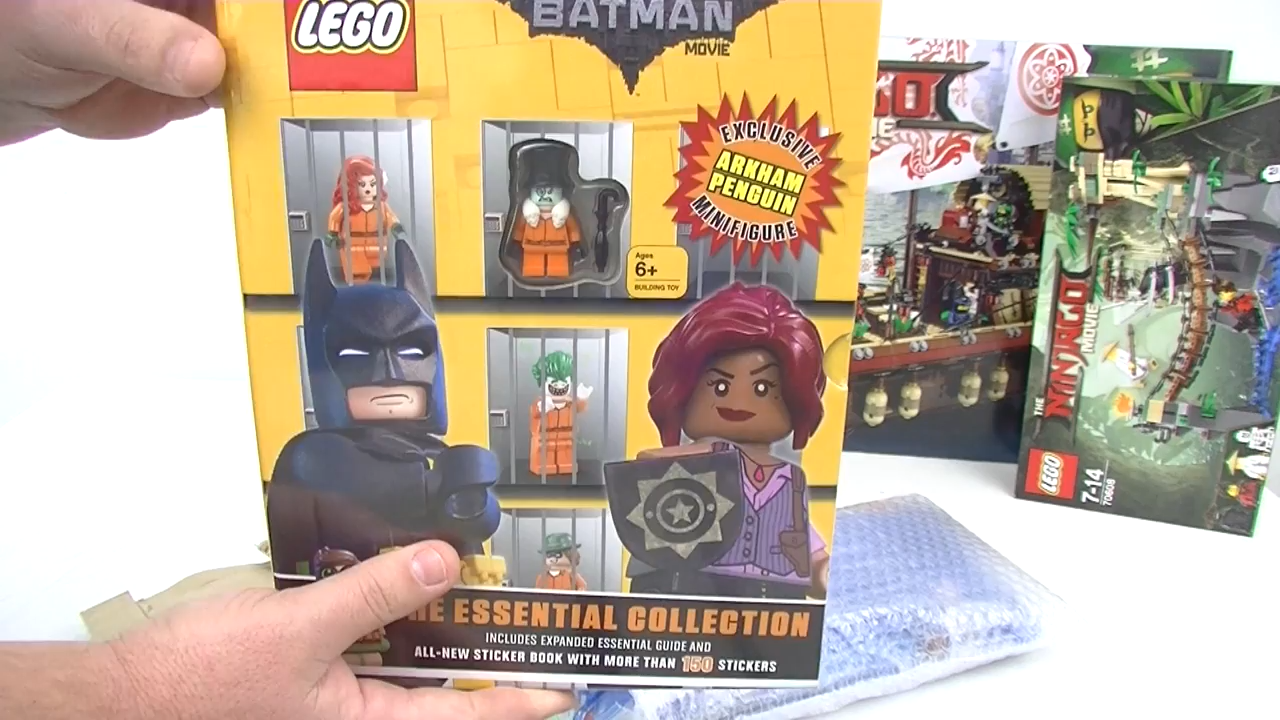 LEGO
BATMAN
MOVIE
EXCLUSIVE
ARKHAM
PENGUIN
MINIFIGURE
Ages
6+
BUILDING TOY
ESSENTIAL COLLECTION
INCLUDES EXPANDED ESSENTIAL GUIDE AND
ALL-NEW STICKER BOOK WITH MORE THAN 150 STICKERS
THE
NINJAGO
MOVIE
LEGO
7-14
70608